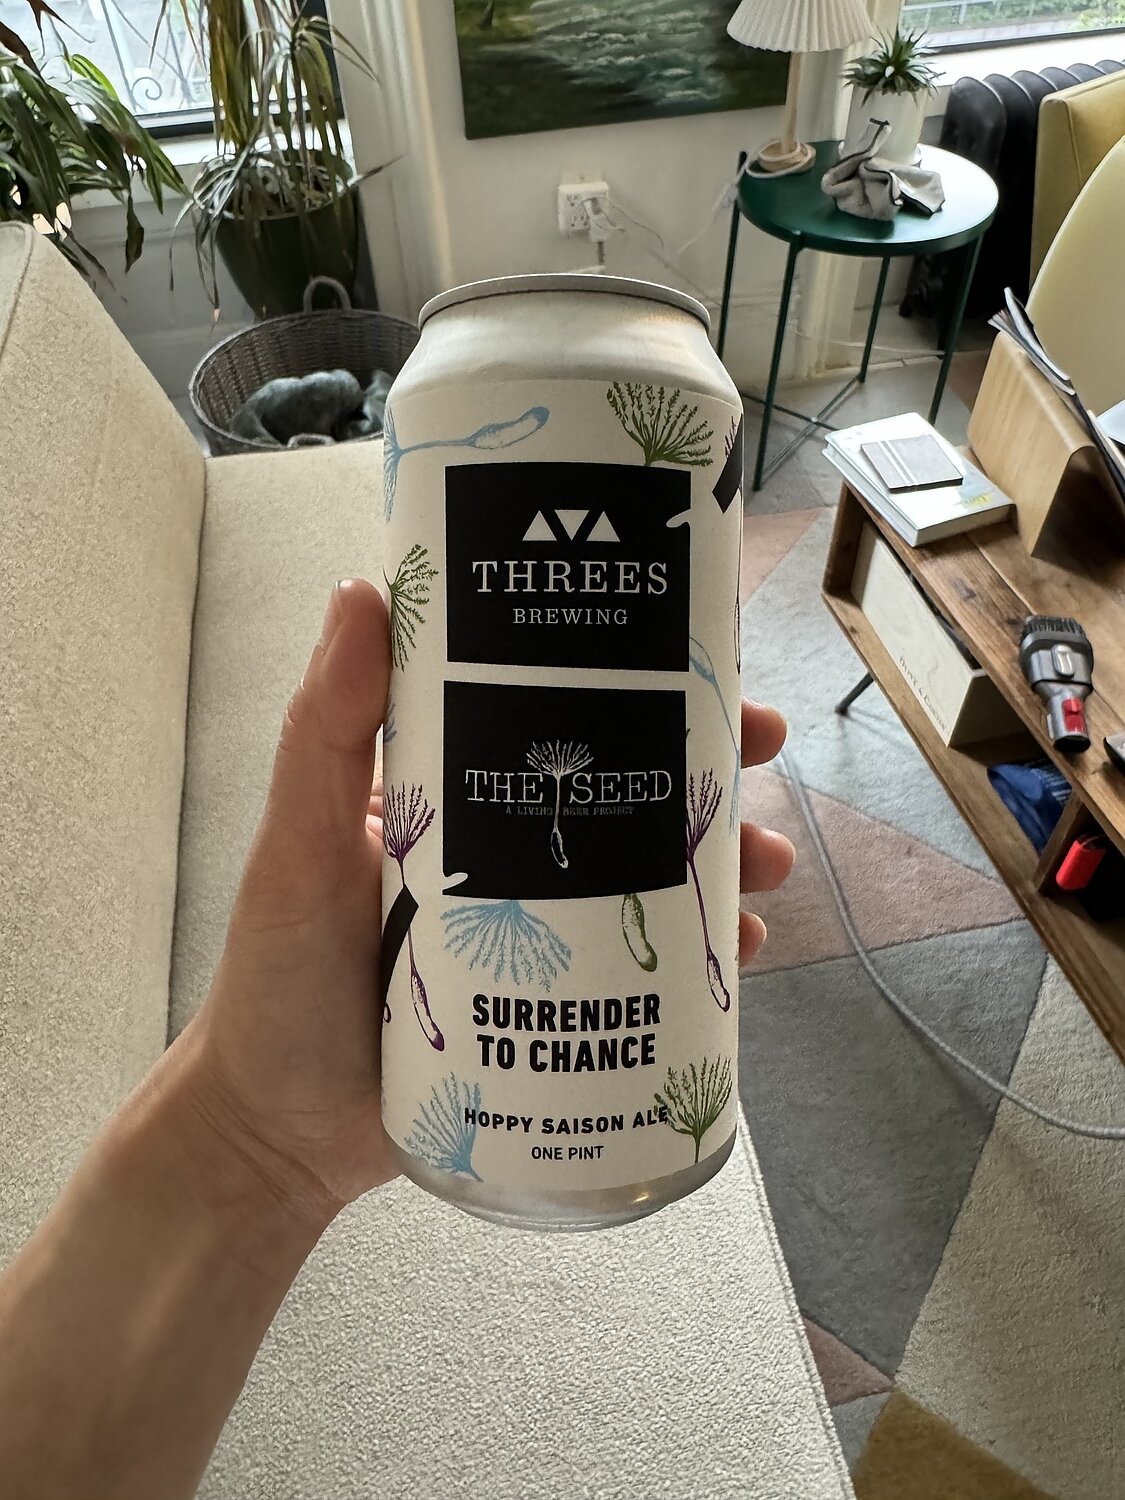 THREES
BREWING
THE SEED
A LIVING BEER PROJECT
SURRENDER
TO CHANCE
HOPPY SAISON ALE
ONE PINT